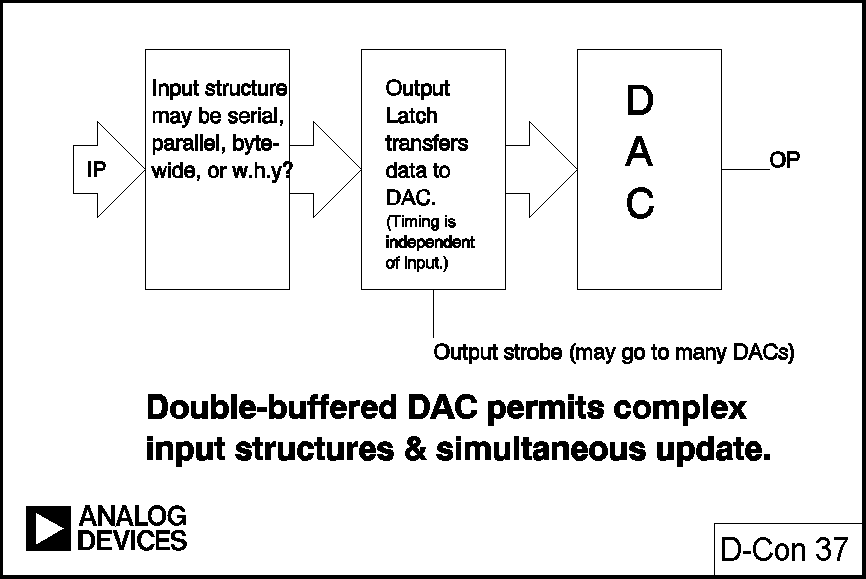 IP
Input structure
may be serial,
parallel, byte-
wide, or w.h.y?
Output
Latch
transfers
data to
DAC.
(Timing is
independent
of Input.)
D
A
C
OP
Output strobe (may go to many DACs)
Double-buffered DAC permits complex
input structures & simultaneous update.
ANALOG
DEVICES
D-Con 37